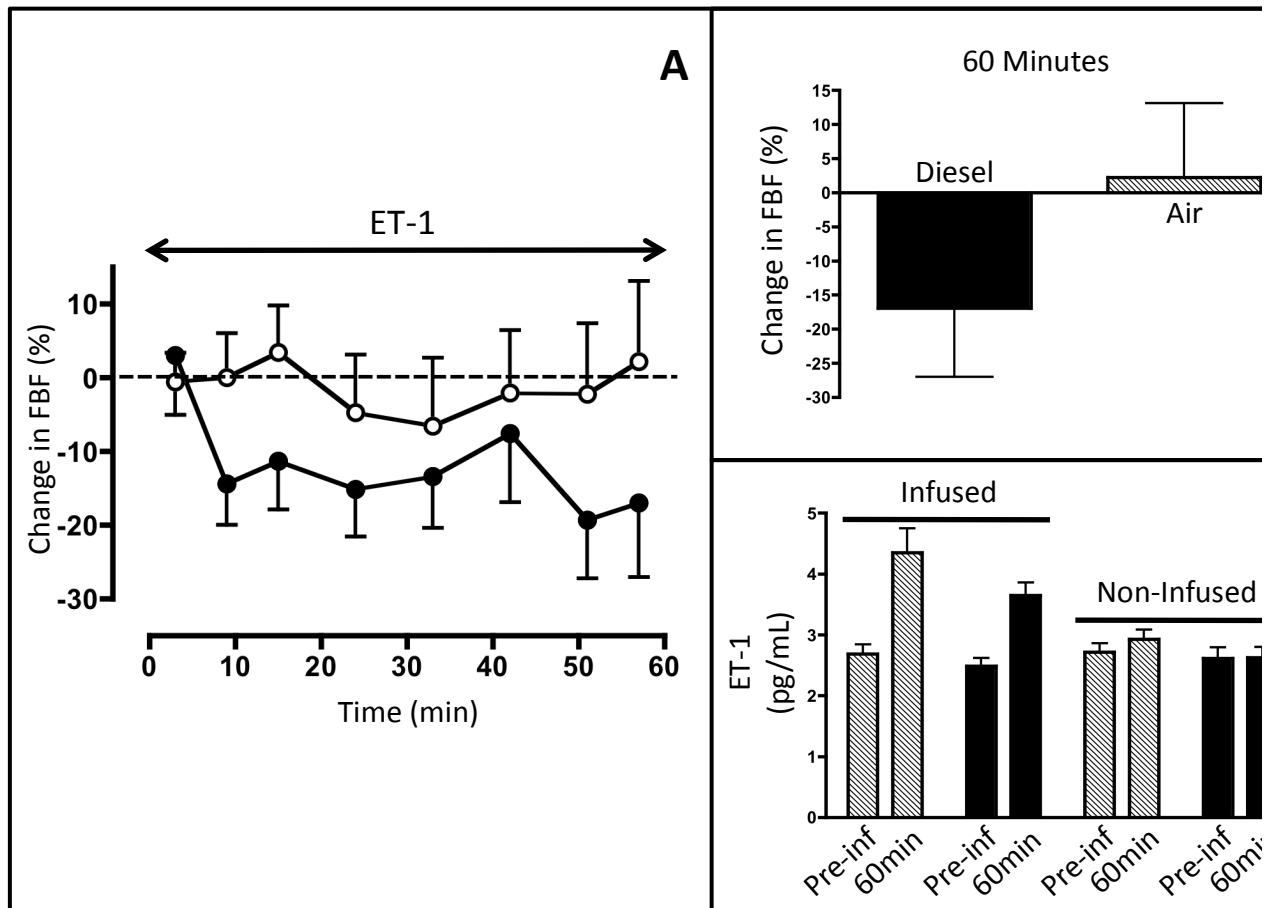 A
ET-1
Change in FBF (%)
10
0
-10
-20
-30
0 10 20 30 40 50 60
Time (min)
60 Minutes
Change in FBF (%)
15
10
5
0
-5
-10
-15
-20
-25
-30
Diesel
Air
Infused
Non-Infused
ET-1
(pg/mL)
5
4
3
2
1
0
Pre-inf 60min Pre-inf 60min Pre-inf 60min Pre-inf 60min